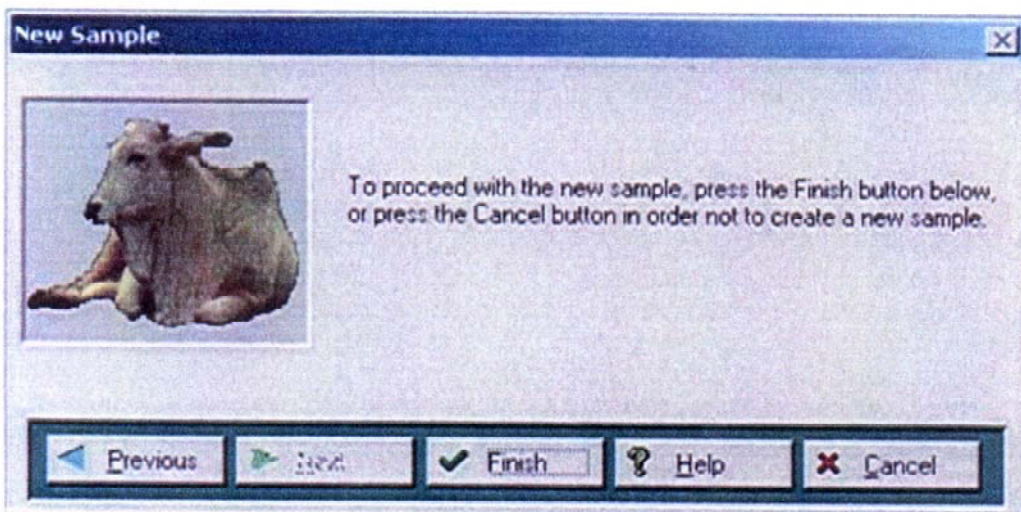 New Sample
To proceed with the new sample, press the Finish button below,
or press the Cancel button in order not to create a new sample.
Previous
Next
Finish
Help
Cancel